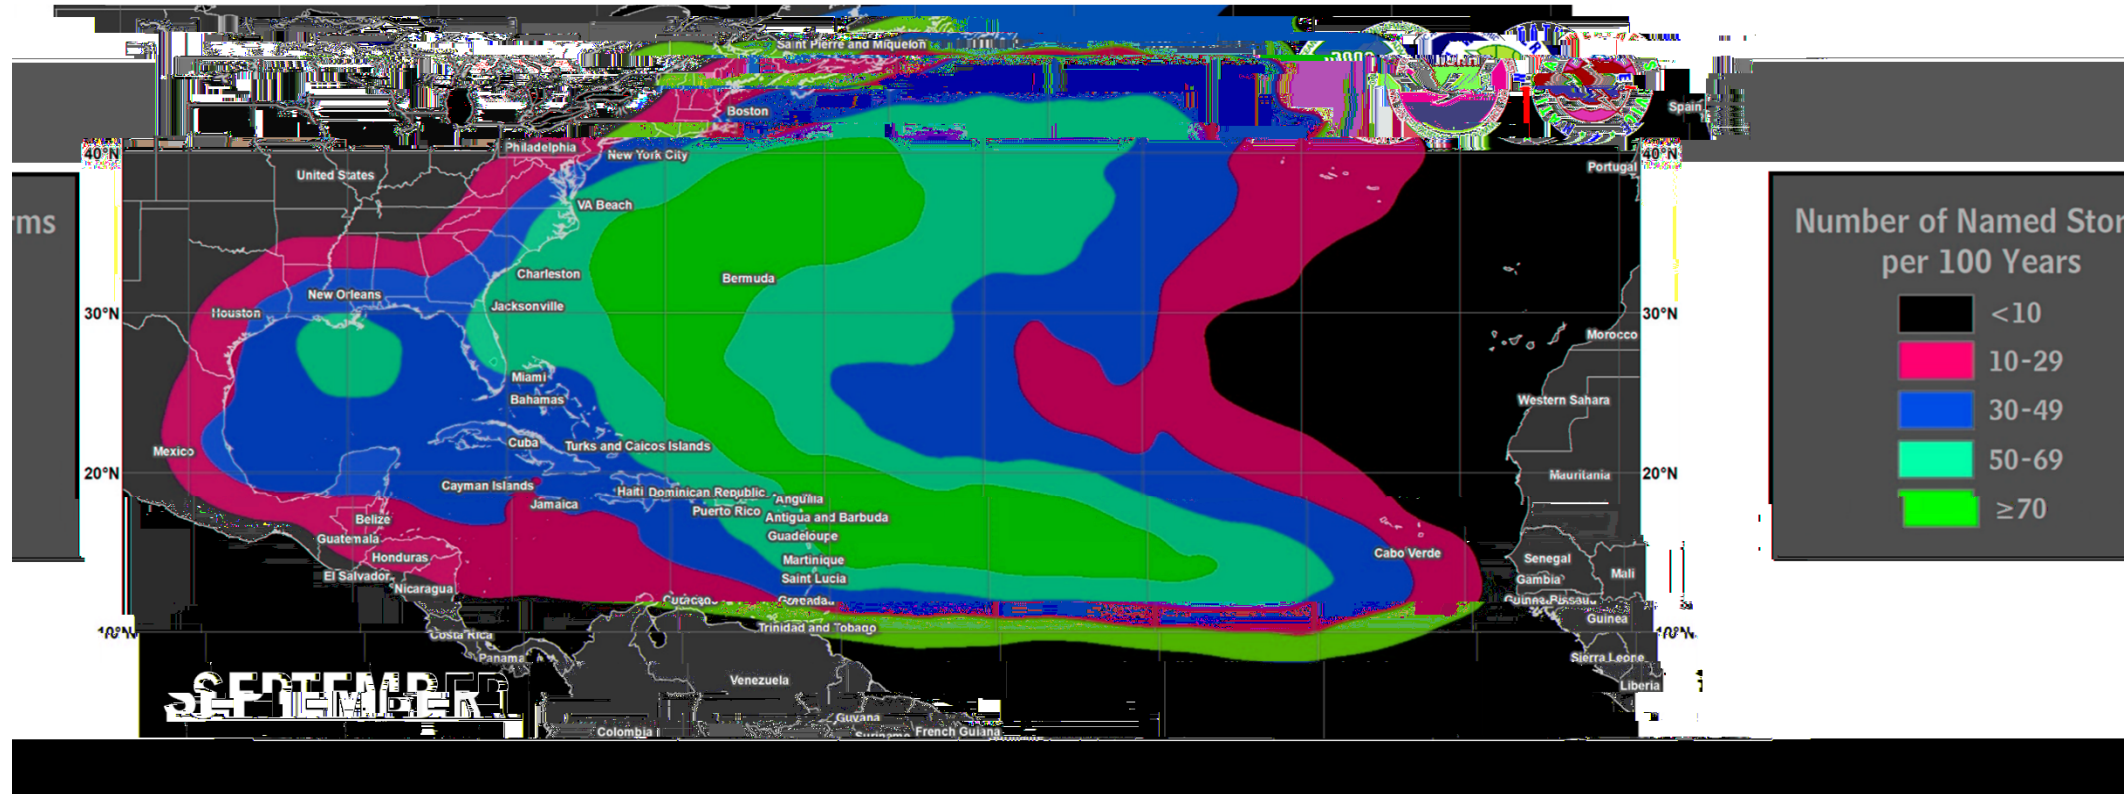 Saint Pierre and Miquelon
Boston
Spain
40°N
Philadelphia
New York City
40°N
Portugal
United States
VA Beach
rms
Number of Named Stor
per 100 Years
Charleston
Bermuda
New Orleans
Jacksonville
Houston
30°N
30°N
<10
Morocco
10-29
Miami
Bahamas
Western Sahara
30-49
Cuba
Turks and Caicos Islands
Mexico
50-69
20°N
20°N
Mauritania
Cayman Islands
Haiti
Dominican Republic
Anguilla
Jamaica
Puerto Rico
≥70
Belize
Antigua and Barbuda
Guatemala
Guadeloupe
Honduras
Martinique
Cabo Verde
Senegal
El Salvador
Saint Lucia
Gambia
Mali
Nicaragua
Curacao
Grenada
Guinea-Bissau
Guinea
10°N
Costa Rica
Trinidad and Tobago
10°N
Panama
Sierra Leone
SEPTEMBER
Venezuela
Liberia
Guyana
Colombia
French Guiana